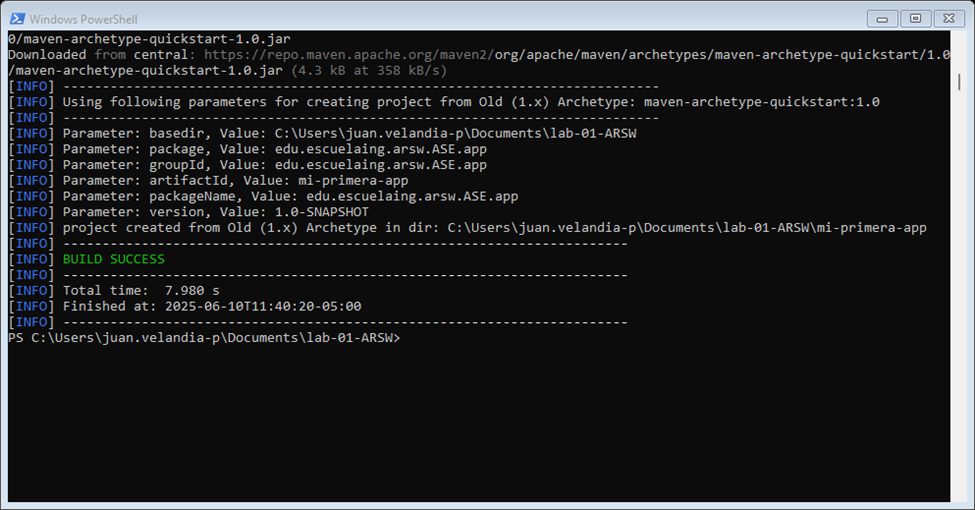 Windows PowerShell
0/maven-archetype-quickstart-1.0.jar
Downloaded from central: https://repo.maven.apache.org/maven2/org/apache/maven/archetypes/maven-archetype-quickstart/1.0
/maven-archetype-quickstart-1.0.jar (4.3 kB at 358 kB/s)
[INFO] ----------------------------------------------------------------------------
[INFO] Using following parameters for creating project from Old (1.x) Archetype: maven-archetype-quickstart:1.0
[INFO] ----------------------------------------------------------------------------
[INFO] Parameter: basedir, Value: C:\Users\juan.velandia-p\Documents\lab-01-ARSW
[INFO] Parameter: package, Value: edu.escuelaing.arsw.ASE.app
[INFO] Parameter: groupId, Value: edu.escuelaing.arsw.ASE.app
[INFO] Parameter: artifactId, Value: mi-primera-app
[INFO] Parameter: packageName, Value: edu.escuelaing.arsw.ASE.app
[INFO] Parameter: version, Value: 1.0-SNAPSHOT
[INFO] project created from Old (1.x) Archetype in dir: C:\Users\juan.velandia-p\Documents\lab-01-ARSW\mi-primera-app
[INFO] ------------------------------------------------------------------------
[INFO] BUILD SUCCESS
[INFO] ------------------------------------------------------------------------
[INFO] Total time:  7.980 s
[INFO] Finished at: 2025-06-10T11:40:20-05:00
[INFO] ------------------------------------------------------------------------
PS C:\Users\juan.velandia-p\Documents\lab-01-ARSW>